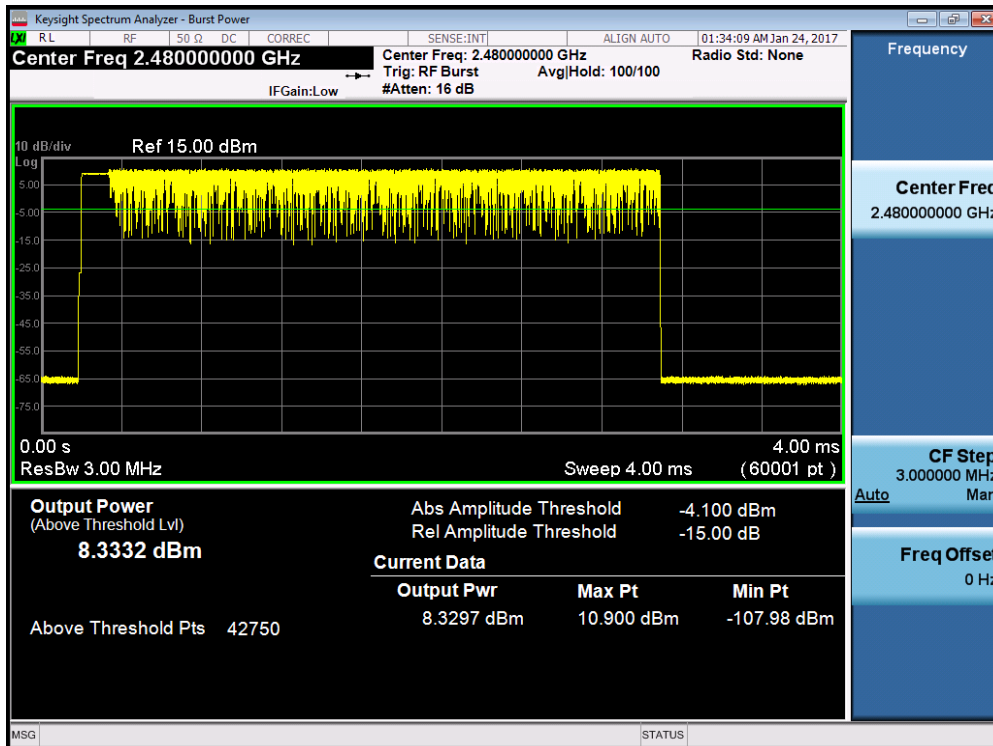 Keysight Spectrum Analyzer - Burst Power
LXI RL RF 50 Ω DC CORREC SENSE:INT ALIGN AUTO 01:34:09 AM Jan 24, 2017
Center Freq 2.480000000 GHz
Center Freq: 2.480000000 GHz Radio Std: None
Trig: RF Burst Avg|Hold: 100/100
IFGain:Low #Atten: 16 dB
Frequency
10 dB/div Ref 15.00 dBm
Log
5.00
-5.00
-15.0
-25.0
-35.0
-45.0
-55.0
-65.0
-75.0
0.00 s 4.00 ms
ResBw 3.00 MHz Sweep 4.00 ms (60001 pt)
Center Freq
2.480000000 GHz
CF Step
3.000000 MHz
Auto Man
Freq Offset
0 Hz
Output Power
(Above Threshold Lvl)
8.3332 dBm
Above Threshold Pts 42750
Abs Amplitude Threshold -4.100 dBm
Rel Amplitude Threshold -15.00 dB
Current Data
Output Pwr Max Pt Min Pt
8.3297 dBm 10.900 dBm -107.98 dBm
MSG STATUS